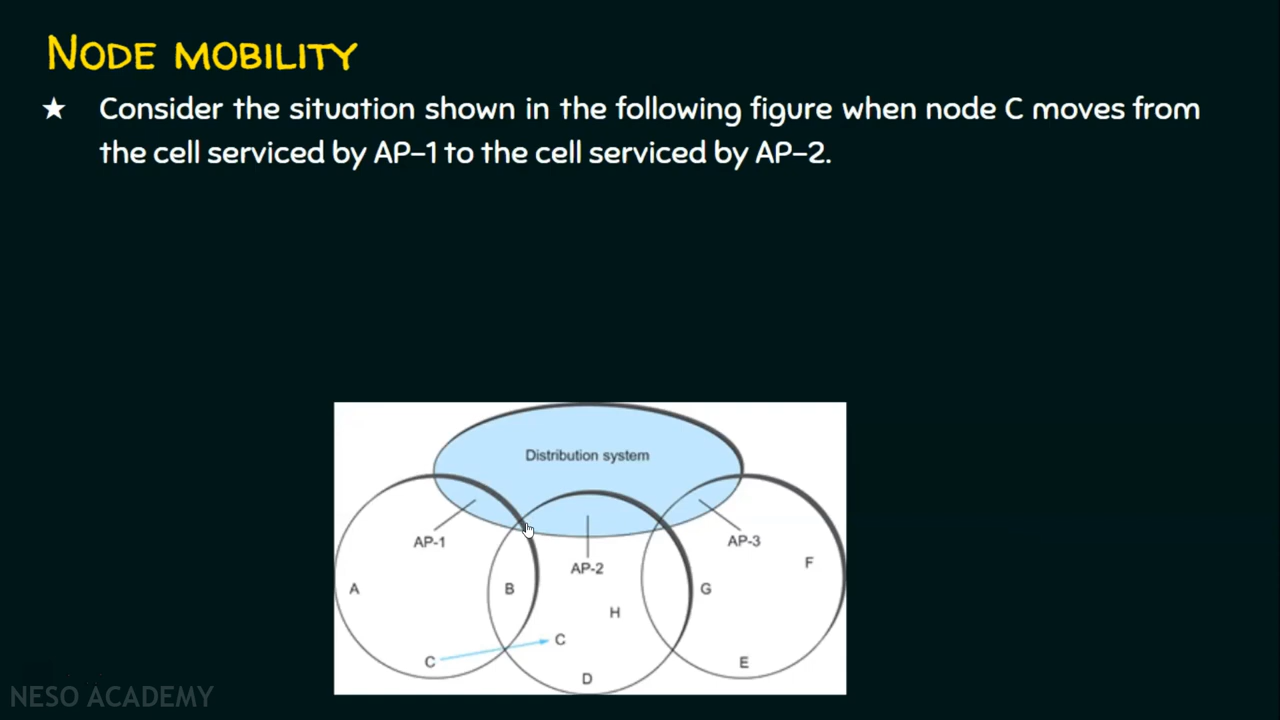 NODE MOBILITY
★ Consider the situation shown in the following figure when node C moves from
the cell serviced by AP-1 to the cell serviced by AP-2.
Distribution system
AP-1
AP-2
AP-3
A
B
C
C
H
D
G
F
E
NESO ACADEMY